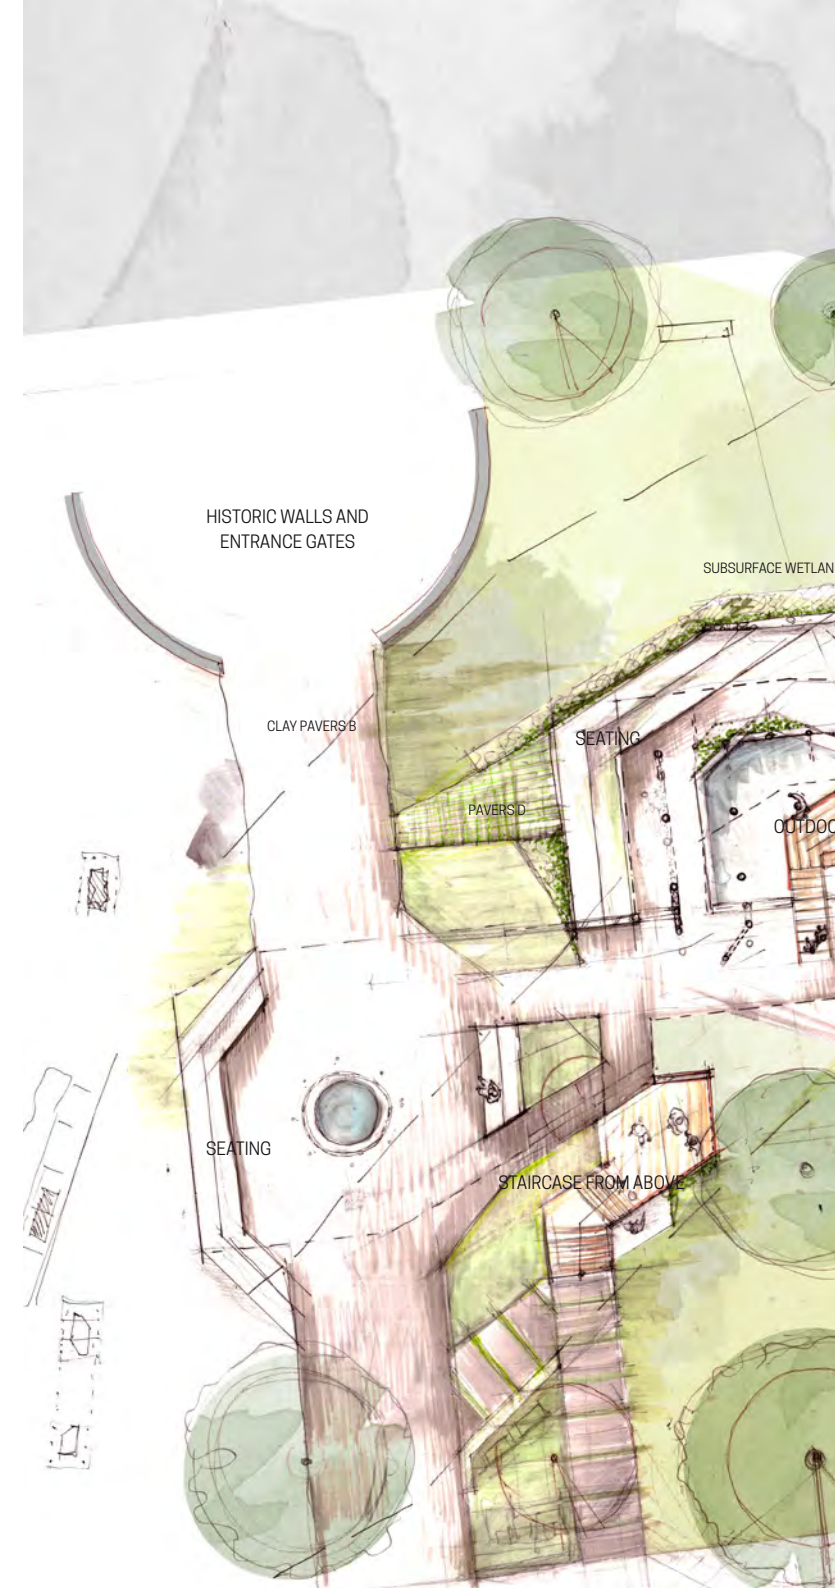 HISTORIC WALLS AND
ENTRANCE GATES
SUBSURFACE WETLAN
CLAY PAVERS B
SEATING
PAVERS D
OUTDOO
SEATING
STAIRCASE FROM ABOVE